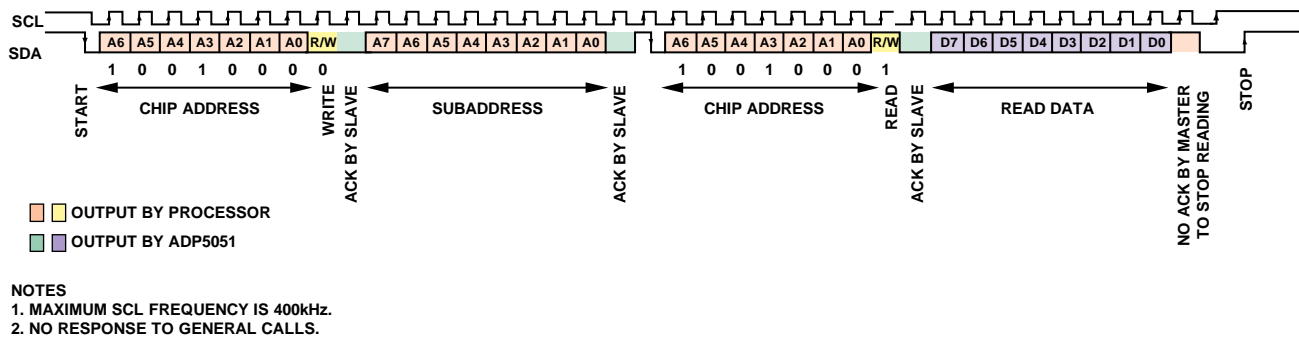 SCL
SDA
A6 A5 A4 A3 A2 A1 A0 R/W A7 A6 A5 A4 A3 A2 A1 A0 A6 A5 A4 A3 A2 A1 A0 R/W D7 D6 D5 D4 D3 D2 D1 D0
1 0 0 1 0 0 0 0 1 0 0 1 0 0 0 1
START
CHIP ADDRESS
WRITE
ACK BY SLAVE
SUBADDRESS
ACK BY SLAVE
CHIP ADDRESS
READ
ACK BY SLAVE
READ DATA
NO ACK BY MASTER
TO STOP READING
STOP
OUTPUT BY PROCESSOR
OUTPUT BY ADP5051
NOTES
1. MAXIMUM SCL FREQUENCY IS 400kHz.
2. NO RESPONSE TO GENERAL CALLS.